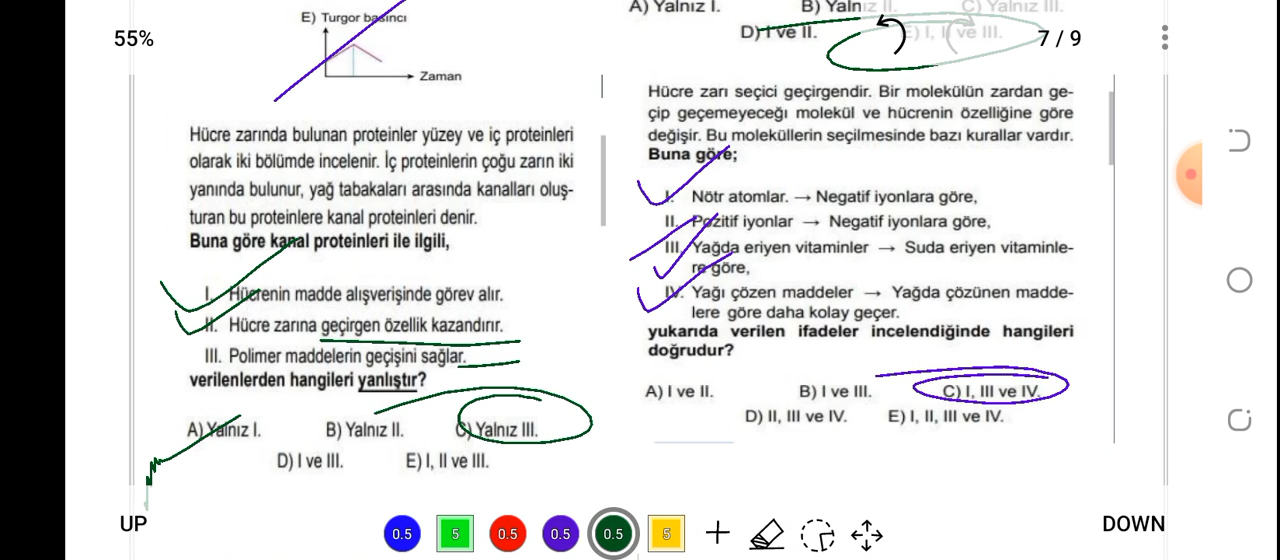 55%
7 / 9
E) Turgor basıncı
Zaman
Hücre zarında bulunan proteinler yüzey ve iç proteinleri
olarak iki bölümde incelenir. İç proteinlerin çoğu zarın iki
yanında bulunur, yağ tabakaları arasında kanalları oluş-
turan bu proteinlere kanal proteinleri denir.
Buna göre kanal proteinleri ile ilgili,
I. Hücrenin madde alışverişinde görev alır.
II. Hücre zarına geçirgen özellik kazandırır.
III. Polimer maddelerin geçişini sağlar.
verilenlerden hangileri yanlıştır?
A) Yalnız I.
B) Yalnız II.
C) Yalnız III.
D) I ve III.
E) I, II ve III.
A) Yalnız I.
B) Yalnız II.
C) Yalnız III.
D) I ve II.
E) I, II ve III.
Hücre zarı seçici geçirgendir. Bir molekülün zardan ge-
çip geçemeyeceğı molekül ve hücrenin özelliğine göre
değişir. Bu moleküllerin seçilmesinde bazı kurallar vardır.
Buna göre;
I. Nötr atomlar. → Negatif iyonlara göre,
II. Pozitif iyonlar → Negatif iyonlara göre,
III. Yağda eriyen vitaminler → Suda eriyen vitaminle-
re göre,
IV. Yağı çözen maddeler → Yağda çözünen madde-
lere göre daha kolay geçer.
yukarıda verilen ifadeler incelendiğinde hangileri
doğrudur?
A) I ve II.
B) I ve III.
C) I, III ve IV.
D) II, III ve IV.
E) I, II, III ve IV.
UP
0.5
5
0.5
0.5
0.5
5
DOWN